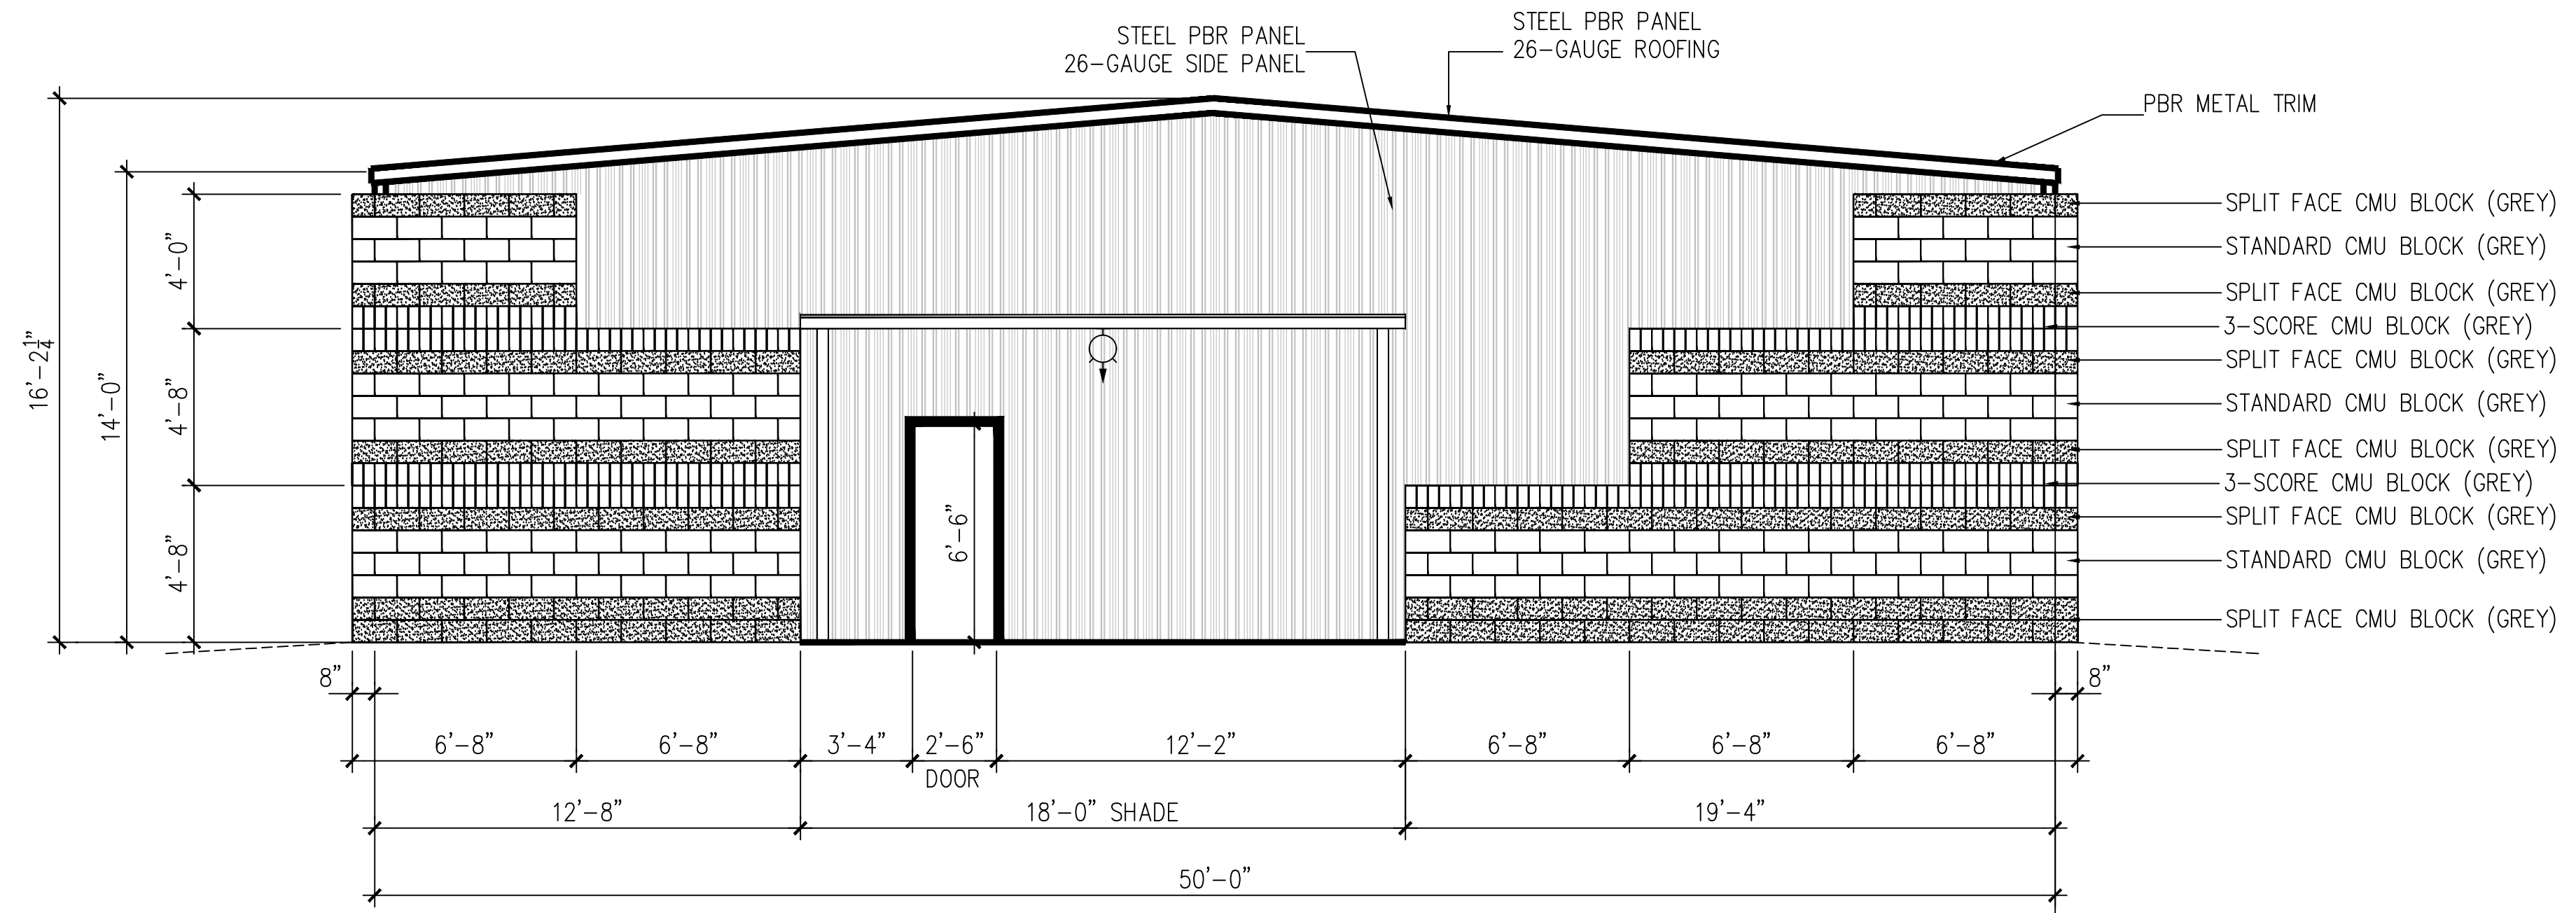 STEEL PBR PANEL
26-GAUGE SIDE PANEL
STEEL PBR PANEL
26-GAUGE ROOFING
PBR METAL TRIM
SPLIT FACE CMU BLOCK (GREY)
STANDARD CMU BLOCK (GREY)
SPLIT FACE CMU BLOCK (GREY)
3-SCORE CMU BLOCK (GREY)
SPLIT FACE CMU BLOCK (GREY)
STANDARD CMU BLOCK (GREY)
SPLIT FACE CMU BLOCK (GREY)
3-SCORE CMU BLOCK (GREY)
SPLIT FACE CMU BLOCK (GREY)
STANDARD CMU BLOCK (GREY)
SPLIT FACE CMU BLOCK (GREY)
16'-2¼"
14'-0"
4'-0"
4'-8"
4'-8"
6'-6"
8"
8"
6'-8"
6'-8"
3'-4"
2'-6"
DOOR
12'-2"
6'-8"
6'-8"
6'-8"
12'-8"
18'-0" SHADE
19'-4"
50'-0"